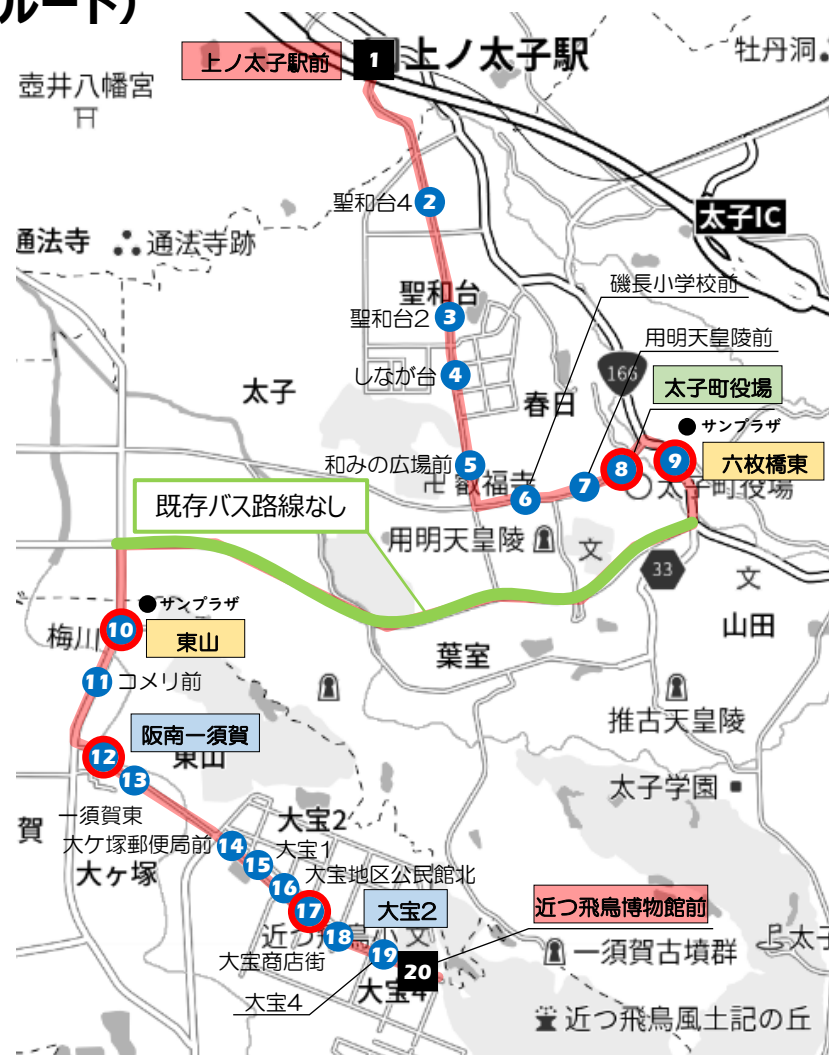 ルート）
上ノ太子駅前
1
上ノ太子駅
牡丹洞
壺井八幡宮
聖和台4
2
太子IC
通法寺
通法寺跡
磯長小学校前
聖和台
聖和台2
3
用明天皇陵前
しなが台
4
166
太子町役場
太子
春日
サンプラザ
和みの広場前
5
叡福寺
6
7
8
9
六枚橋東
太子町役場
既存バス路線なし
用明天皇陵
文
33
文
サンプラザ
梅川
10
東山
山田
葉室
11
コメリ前
推古天皇陵
阪南一須賀
12
東山
13
太子学園
一須賀東
賀
大宝2
大ケ塚郵便局前
14
大宝1
15
大ヶ塚
大宝地区公民館北
16
17
大宝2
近つ飛鳥博物館前
近つ飛鳥小
文
18
大宝商店街
19
一須賀古墳群
太子
20
大宝4
大宝4
近つ飛鳥風土記の丘